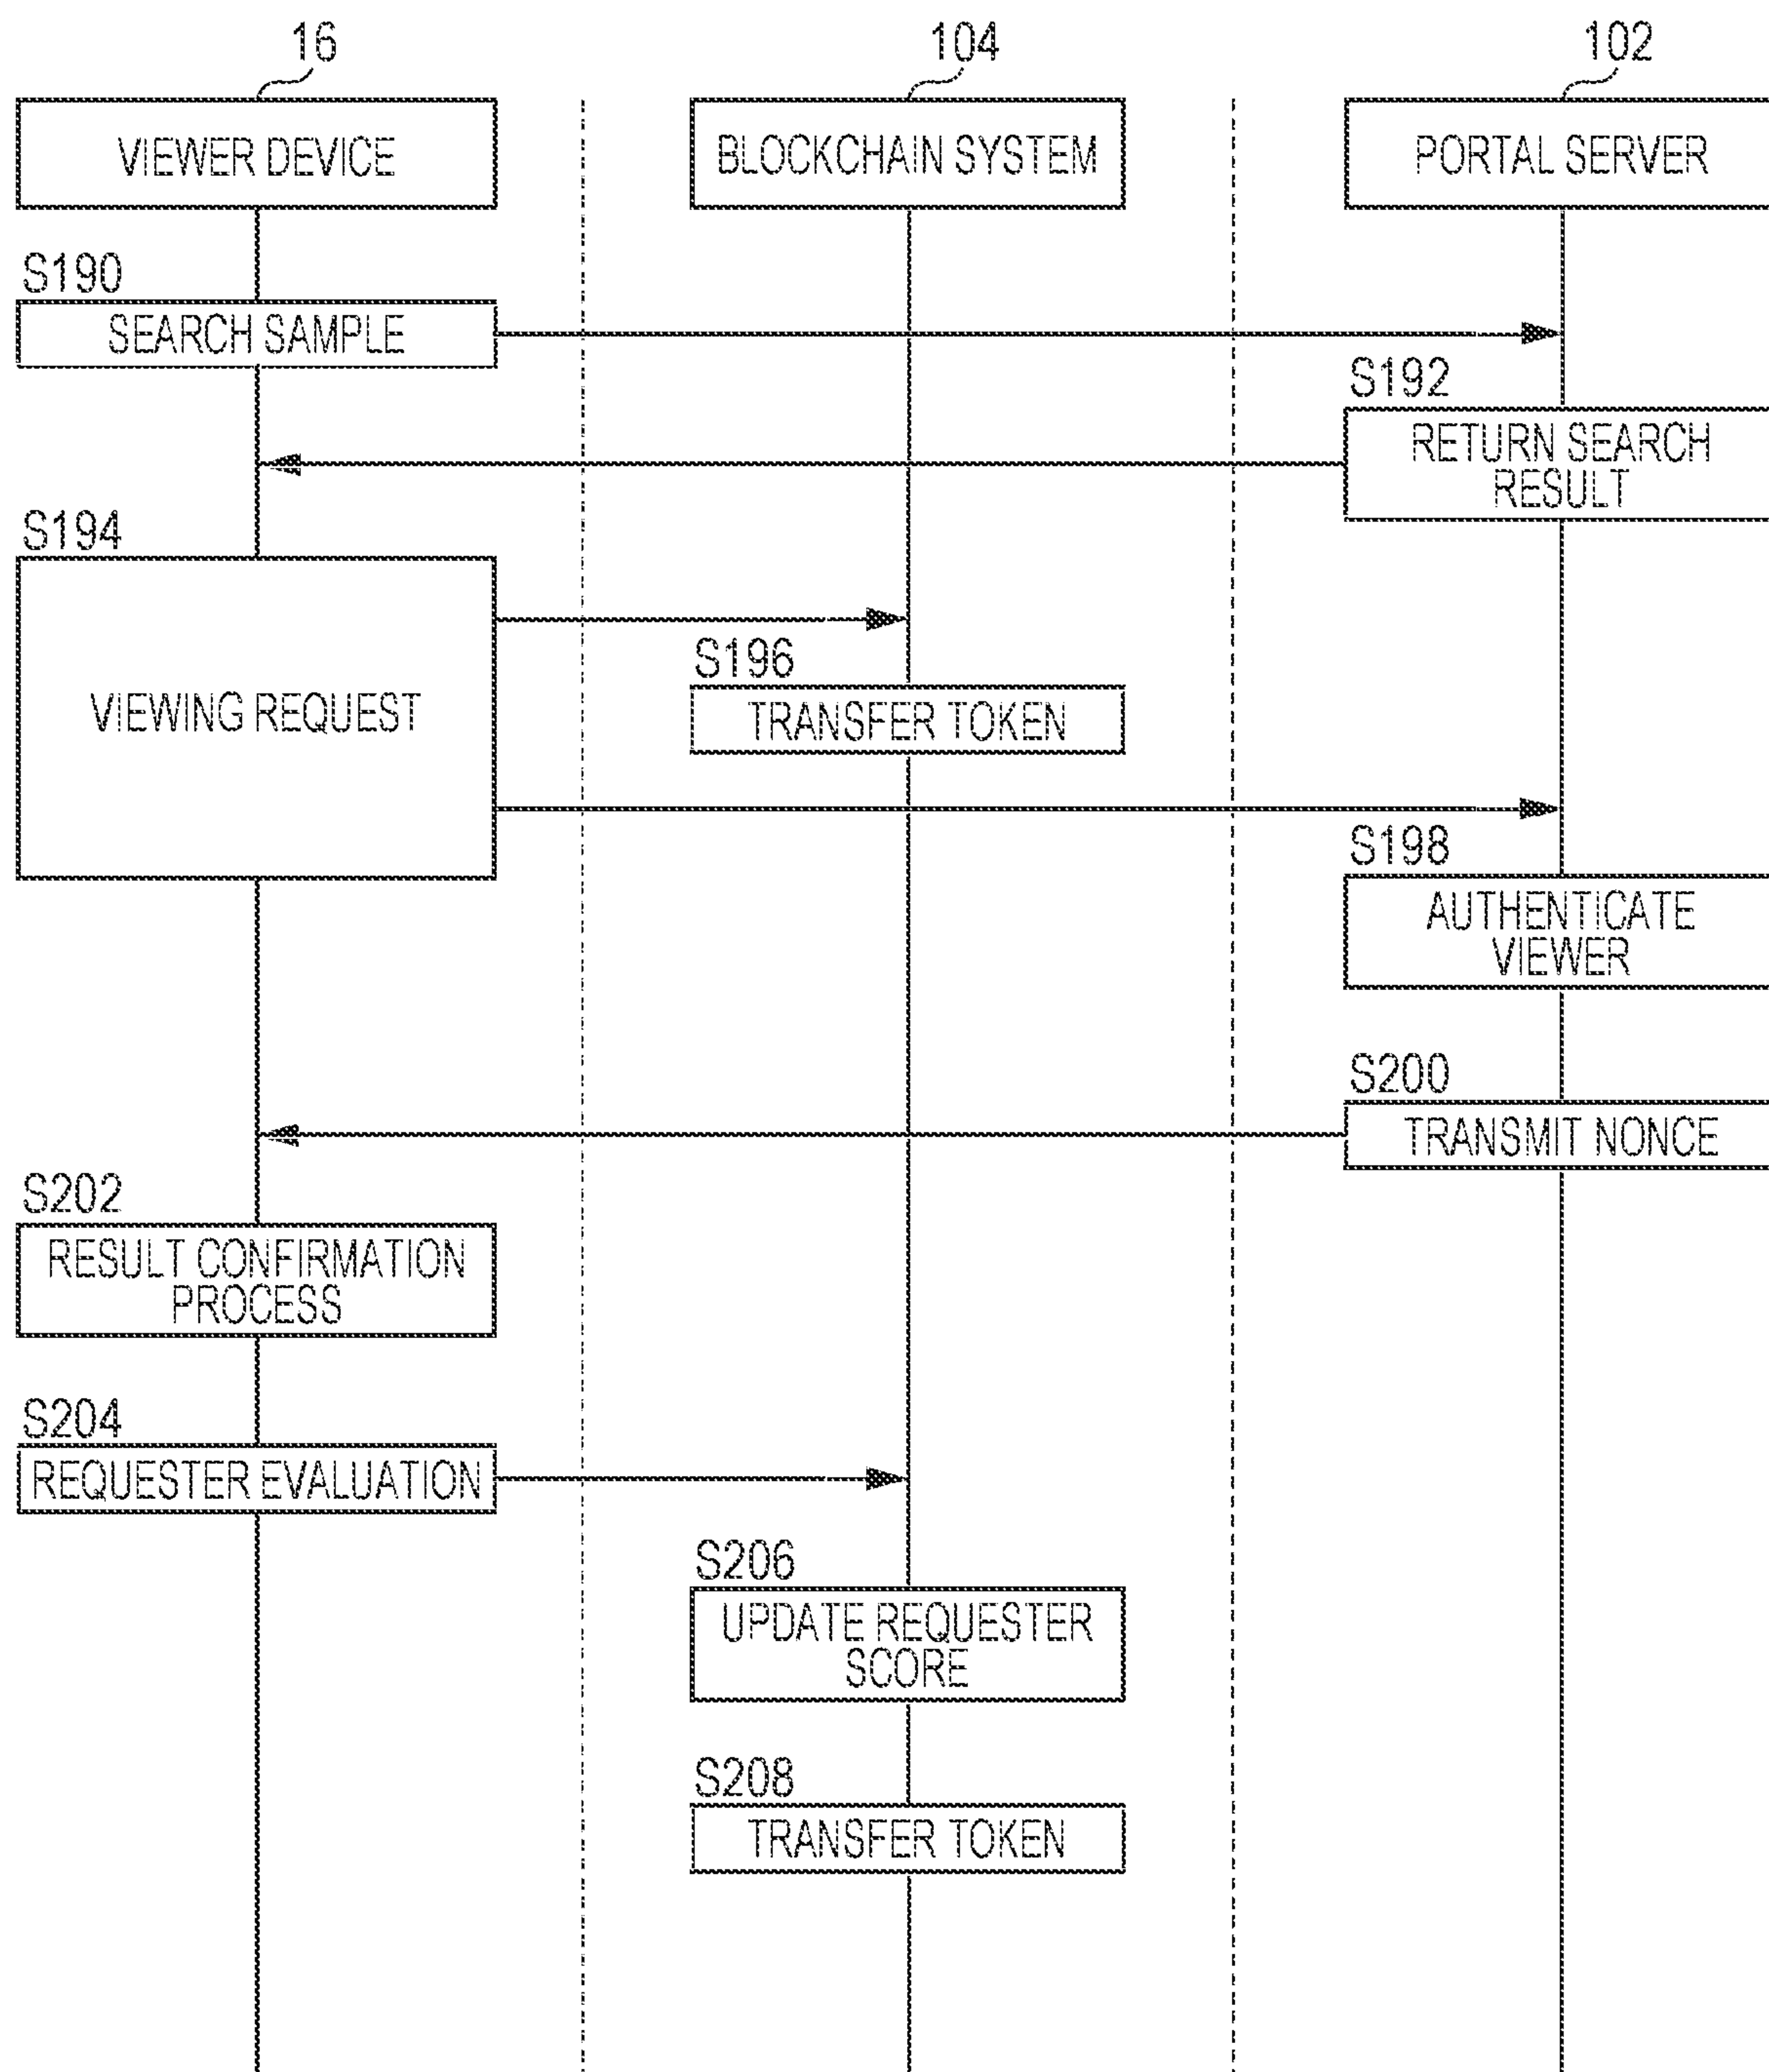 16
104
102
VIEWER DEVICE
BLOCKCHAIN SYSTEM
PORTAL SERVER
S190
SEARCH SAMPLE
S192
RETURN SEARCH
RESULT
S194
VIEWING REQUEST
S196
TRANSFER TOKEN
S198
AUTHENTICATE
VIEWER
S200
TRANSMIT NONCE
S202
RESULT CONFIRMATION
PROCESS
S204
REQUESTER EVALUATION
S206
UPDATE REQUESTER
SCORE
S208
TRANSFER TOKEN